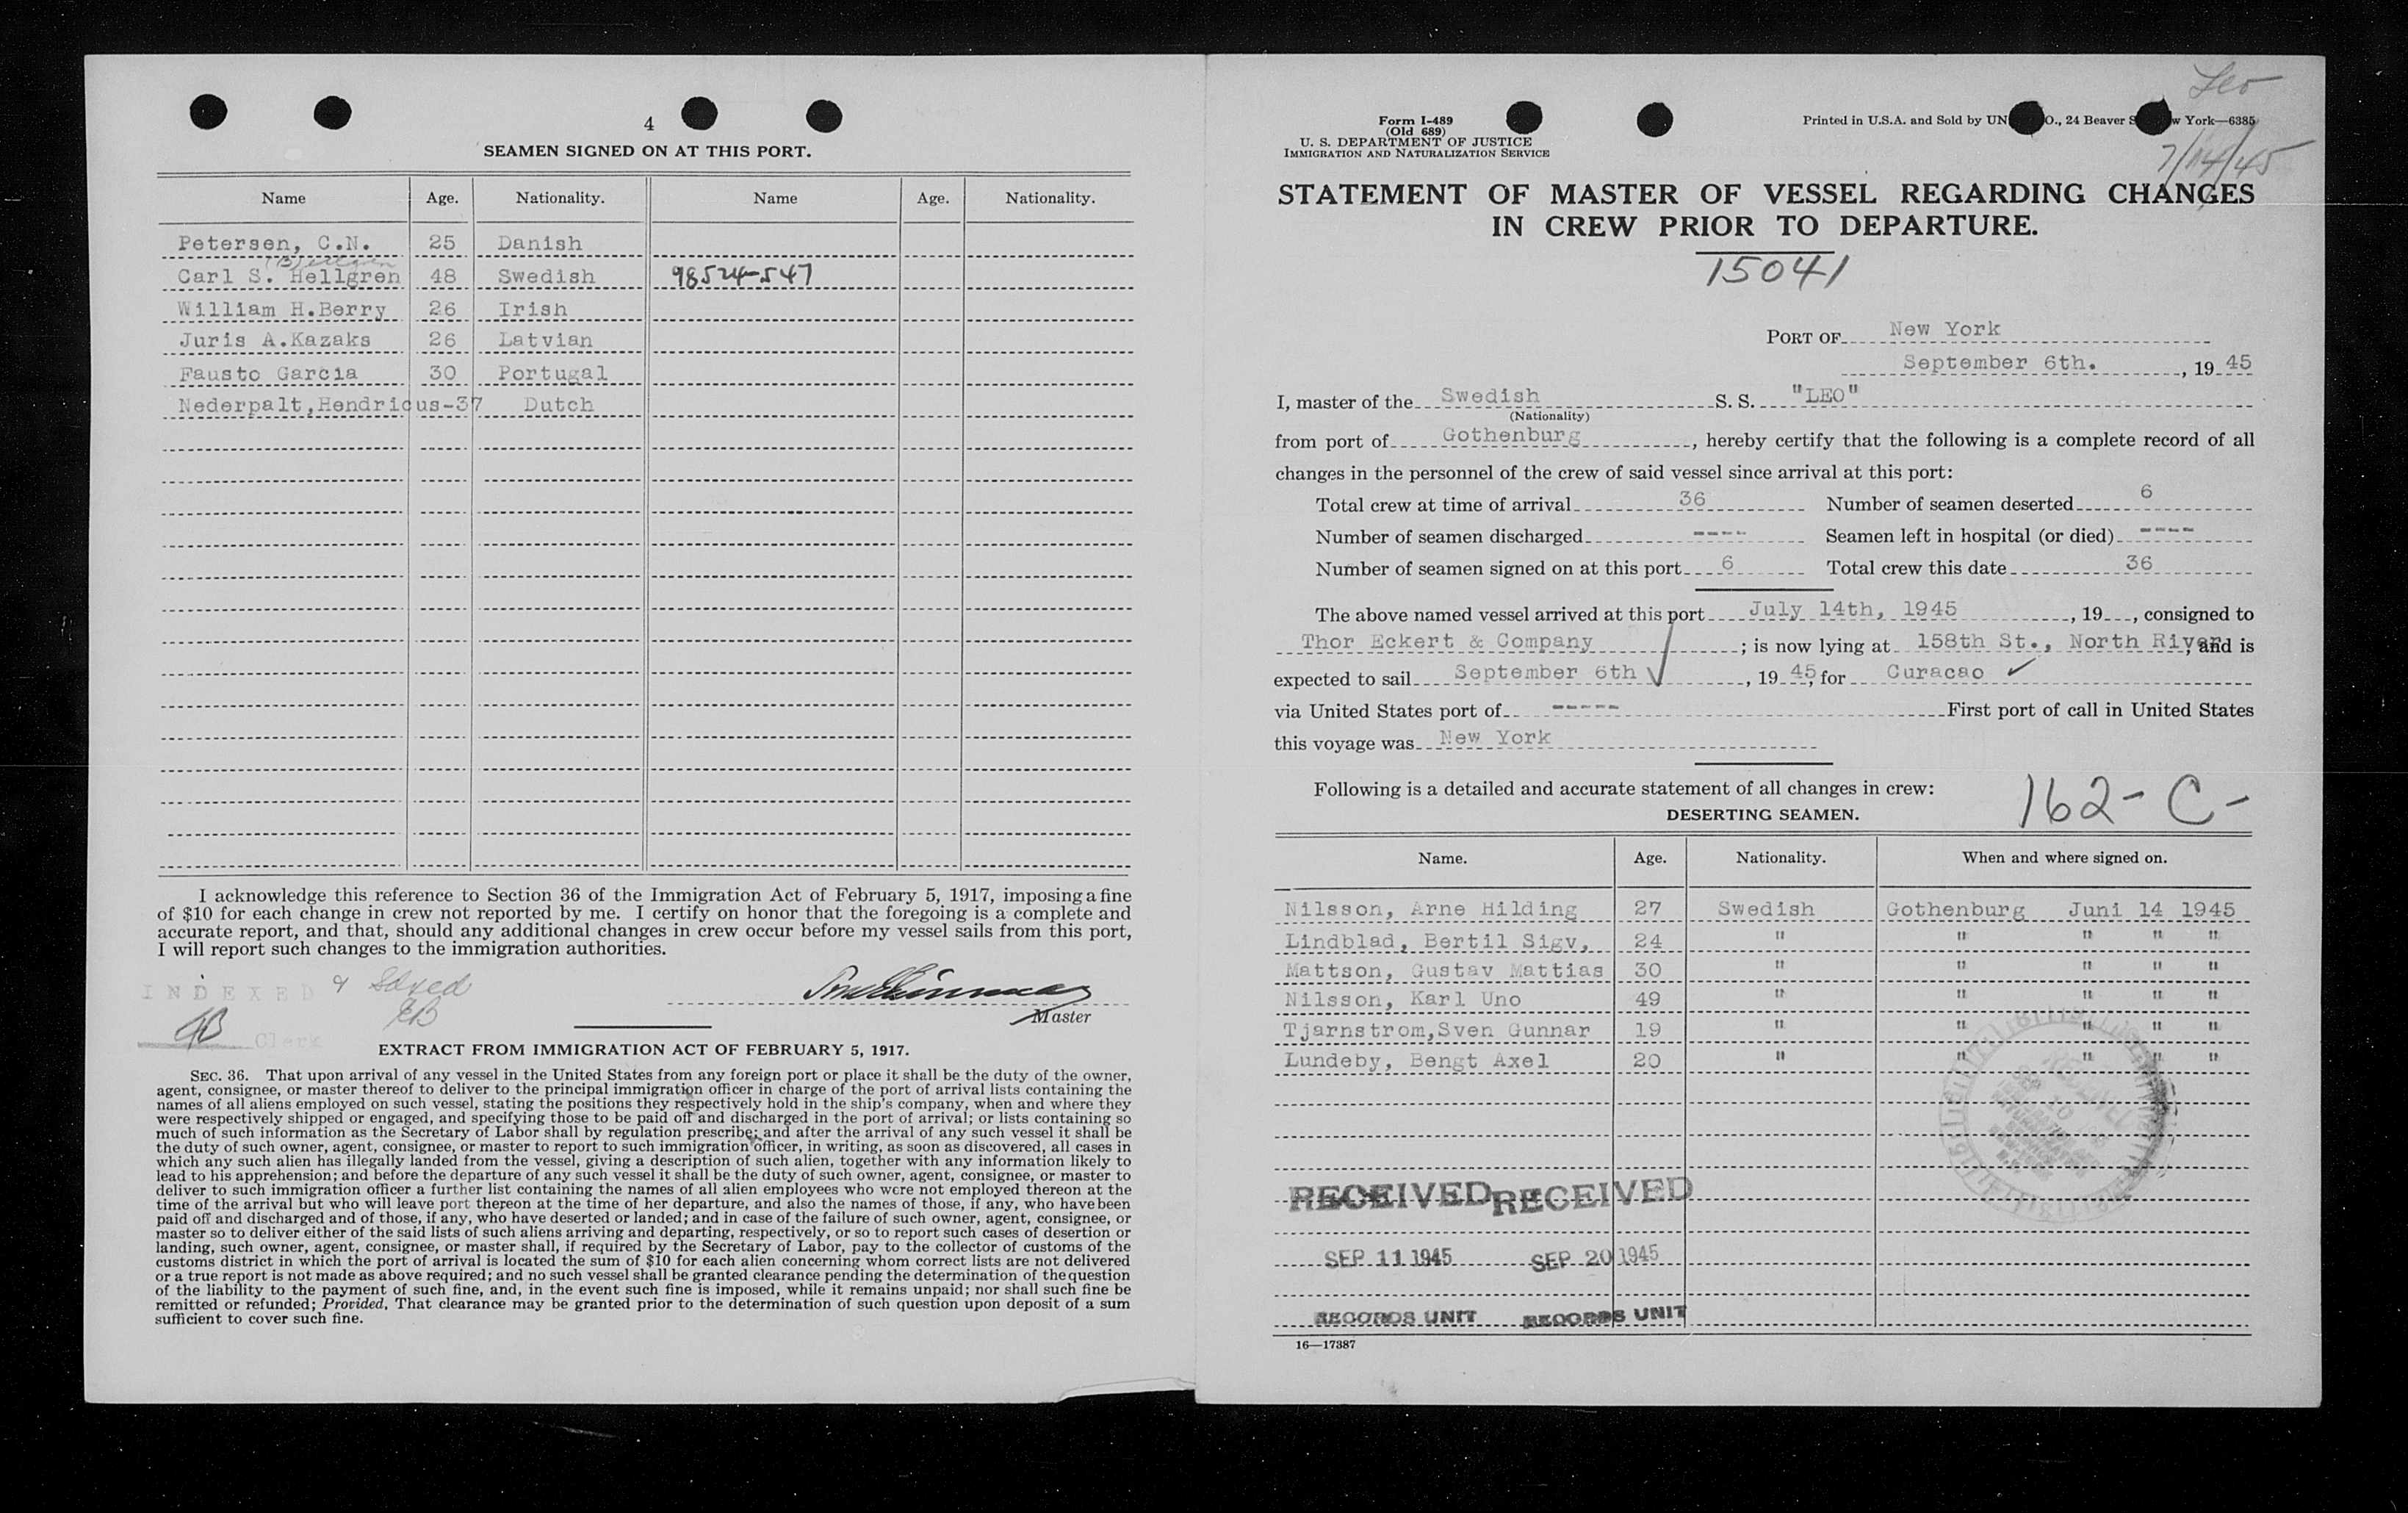 4
SEAMEN SIGNED ON AT THIS PORT.
Name Age. Nationality. Name Age. Nationality.
Petersen, C.N. 25 Danish
Carl S. Hellgren 48 Swedish 98524-547
William H.Berry 26 Irish
Juris A.Kazaks 26 Latvian
Fausto Garcia 30 Portugal
Nederpalt,Hendricus-37 Dutch
I acknowledge this reference to Section 36 of the Immigration Act of February 5, 1917, imposing a fine
of $10 for each change in crew not reported by me. I certify on honor that the foregoing is a complete and
accurate report, and that, should any additional changes in crew occur before my vessel sails from this port,
I will report such changes to the immigration authorities.
INDEXED
Master
Clerk
EXTRACT FROM IMMIGRATION ACT OF FEBRUARY 5, 1917.
SEC. 36. That upon arrival of any vessel in the United States from any foreign port or place it shall be the duty of the owner,
agent, consignee, or master thereof to deliver to the principal immigration officer in charge of the port of arrival lists containing the
names of all aliens employed on such vessel, stating the positions they respectively hold in the ship's company, when and where they
were respectively shipped or engaged, and specifying those to be paid off and discharged in the port of arrival; or lists containing so
much of such information as the Secretary of Labor shall by regulation prescribe; and after the arrival of any such vessel it shall be
the duty of such owner, agent, consignee, or master to report to such immigration officer, in writing, as soon as discovered, all cases in
which any such alien has illegally landed from the vessel, giving a description of such alien, together with any information likely to
lead to his apprehension; and before the departure of any such vessel it shall be the duty of such owner, agent, consignee, or master to
deliver to such immigration officer a further list containing the names of all alien employees who were not employed thereon at the
time of the arrival but who will leave port thereon at the time of her departure, and also the names of those, if any, who have been
paid off and discharged and of those, if any, who have deserted or landed; and in case of the failure of such owner, agent, consignee, or
master so to deliver either of the said lists of such aliens arriving and departing, respectively, or so to report such cases of desertion or
landing, such owner, agent, consignee, or master shall, if required by the Secretary of Labor, pay to the collector of customs of the
customs district in which the port of arrival is located the sum of $10 for each alien concerning whom correct lists are not delivered
or a true report is not made as above required; and no such vessel shall be granted clearance pending the determination of the question
of the liability to the payment of such fine, and, in the event such fine is imposed, while it remains unpaid; nor shall such fine be
remitted or refunded; Provided, That clearance may be granted prior to the determination of such question upon deposit of a sum
sufficient to cover such fine.
Leo
7/14/45
Form I-489
(Old 689)
U. S. DEPARTMENT OF JUSTICE
IMMIGRATION AND NATURALIZATION SERVICE
Printed in U.S.A. and Sold by UN O., 24 Beaver S w York—6385
STATEMENT OF MASTER OF VESSEL REGARDING CHANGES
IN CREW PRIOR TO DEPARTURE.
15041
PORT OF New York
September 6th. , 19 45
I, master of the Swedish S. S. "LEO"
(Nationality)
from port of Gothenburg , hereby certify that the following is a complete record of all
changes in the personnel of the crew of said vessel since arrival at this port:
Total crew at time of arrival 36 Number of seamen deserted 6
Number of seamen discharged ---- Seamen left in hospital (or died) ----
Number of seamen signed on at this port 6 Total crew this date 36
The above named vessel arrived at this port July 14th, 1945 , 19 , consigned to
Thor Eckert & Company ; is now lying at 158th St., North River, and is
expected to sail September 6th , 19 45, for Curacao ✓
via United States port of ----- First port of call in United States
this voyage was New York
Following is a detailed and accurate statement of all changes in crew:
162-C-
DESERTING SEAMEN.
Name. Age. Nationality. When and where signed on.
Nilsson, Arne Hilding 27 Swedish Gothenburg Juni 14 1945
Lindblad, Bertil Sigv, 24 " " " " "
Mattson, Gustav Mattias 30 " " " " "
Nilsson, Karl Uno 49 " " " " "
Tjarnstrom,Sven Gunnar 19 " " " " "
Lundeby, Bengt Axel 20 " " " " "
RECEIVED RECEIVED
SEP 11 1945 SEP 20 1945
RECORDS UNIT RECORDS UNIT
16—17387